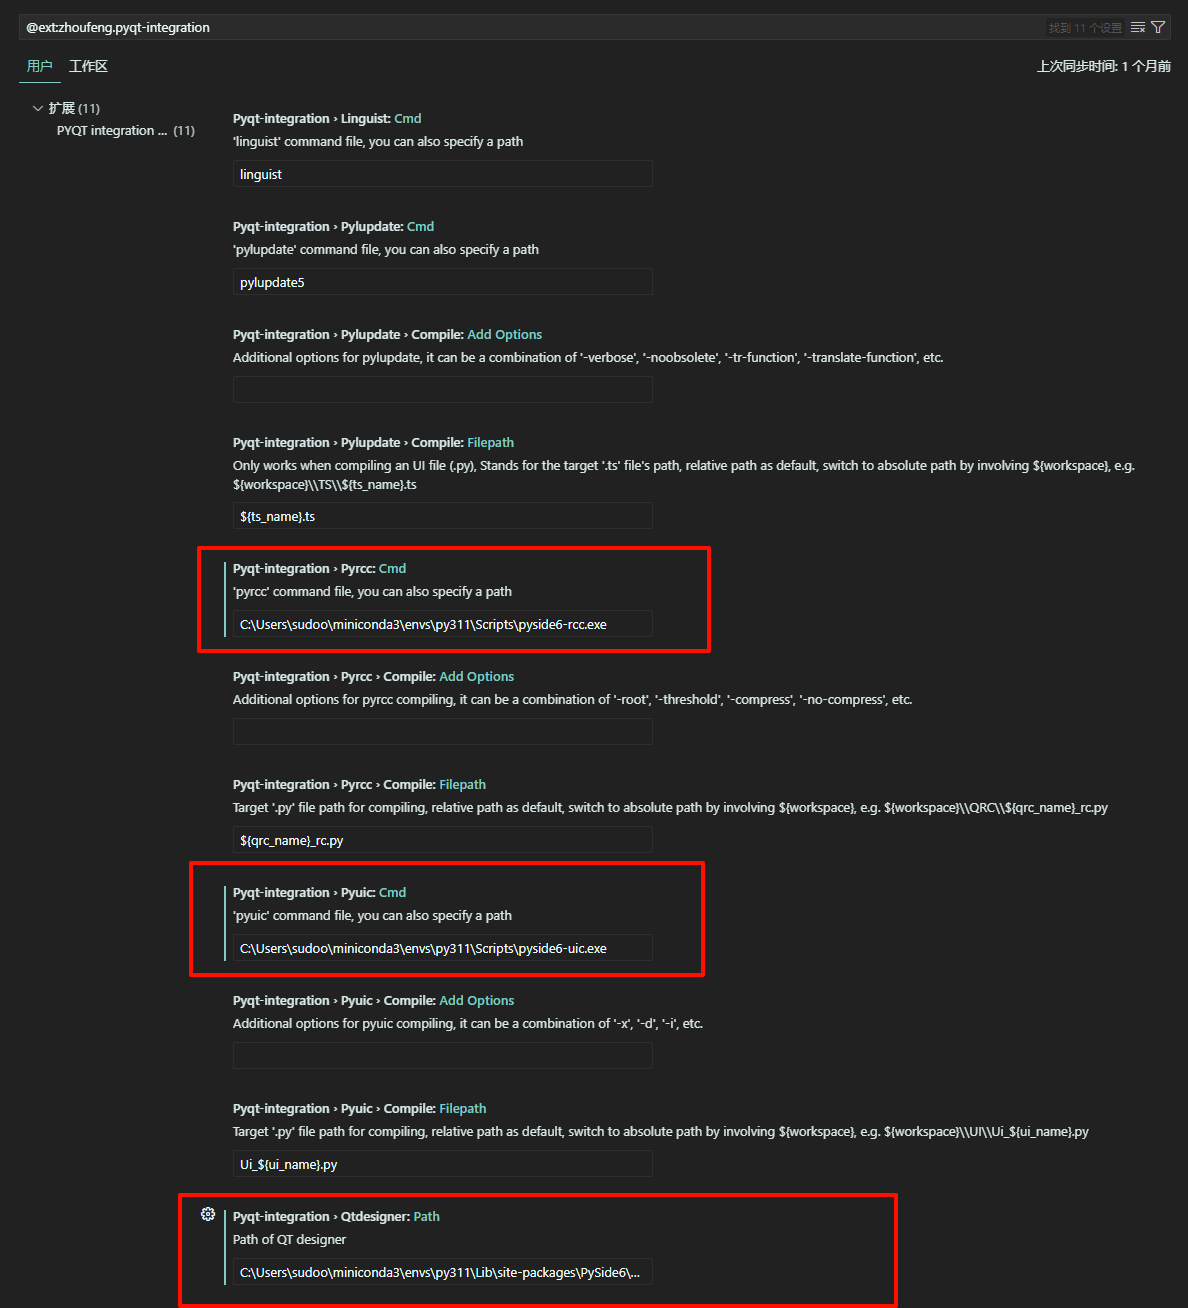 @ext:zhoufeng.pyqt-integration
找到 11 个设置
用户 工作区
上次同步时间: 1 个月前
扩展 (11)
PYQT integration ... (11)
Pyqt-integration › Linguist: Cmd
'linguist' command file, you can also specify a path
linguist
Pyqt-integration › Pylupdate: Cmd
'pylupdate' command file, you can also specify a path
pylupdate5
Pyqt-integration › Pylupdate › Compile: Add Options
Additional options for pylupdate, it can be a combination of '-verbose', '-noobsolete', '-tr-function', '-translate-function', etc.
Pyqt-integration › Pylupdate › Compile: Filepath
Only works when compiling an UI file (.py), Stands for the target '.ts' file's path, relative path as default, switch to absolute path by involving ${workspace}, e.g.
${workspace}\\TS\\${ts_name}.ts
${ts_name}.ts
Pyqt-integration › Pyrcc: Cmd
'pyrcc' command file, you can also specify a path
C:\Users\sudoo\miniconda3\envs\py311\Scripts\pyside6-rcc.exe
Pyqt-integration › Pyrcc › Compile: Add Options
Additional options for pyrcc compiling, it can be a combination of '-root', '-threshold', '-compress', '-no-compress', etc.
Pyqt-integration › Pyrcc › Compile: Filepath
Target '.py' file path for compiling, relative path as default, switch to absolute path by involving ${workspace}, e.g. ${workspace}\\QRC\\${qrc_name}_rc.py
${qrc_name}_rc.py
Pyqt-integration › Pyuic: Cmd
'pyuic' command file, you can also specify a path
C:\Users\sudoo\miniconda3\envs\py311\Scripts\pyside6-uic.exe
Pyqt-integration › Pyuic › Compile: Add Options
Additional options for pyuic compiling, it can be a combination of '-x', '-d', '-i', etc.
Pyqt-integration › Pyuic › Compile: Filepath
Target '.py' file path for compiling, relative path as default, switch to absolute path by involving ${workspace}, e.g. ${workspace}\\UI\\Ui_${ui_name}.py
Ui_${ui_name}.py
Pyqt-integration › Qtdesigner: Path
Path of QT designer
C:\Users\sudoo\miniconda3\envs\py311\Lib\site-packages\PySide6\...